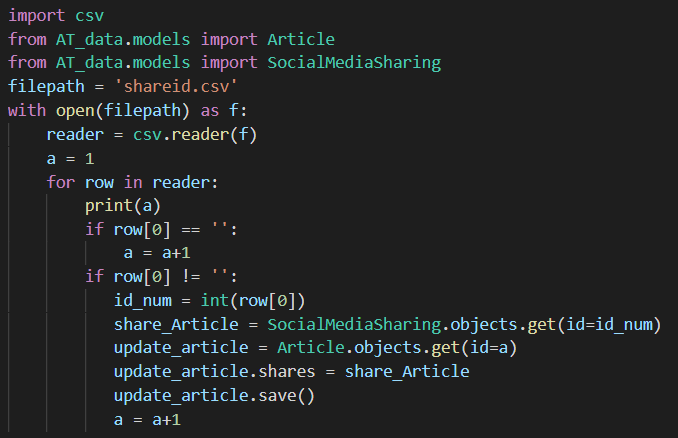 import csv
from AT_data.models import Article
from AT_data.models import SocialMediaSharing
filepath = 'shareid.csv'
with open(filepath) as f:
    reader = csv.reader(f)
    a = 1
    for row in reader:
        print(a)
        if row[0] == '':
            a = a+1
        if row[0] != '':
           id_num = int(row[0])
           share_Article = SocialMediaSharing.objects.get(id=id_num)
           update_article = Article.objects.get(id=a)
           update_article.shares = share_Article
           update_article.save()
           a = a+1